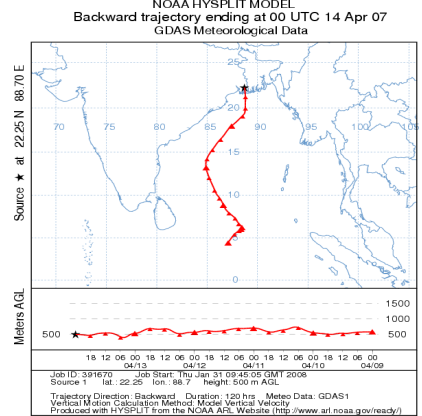 NOAA HYSPLIT MODEL
Backward trajectory ending at 00 UTC 14 Apr 07
GDAS Meteorological Data
Source ★ at 22.25 N 88.70 E
25
20
15
10
5
0
70
75
80
85
90
95
100
Meters AGL
500
1500
1000
500
18 12 06 00 18 12 06 00 18 12 06 00 18 12 06 00 18 12 06 00
04/13 04/12 04/11 04/10 04/09
Job ID: 391670 Job Start: Thu Jan 31 09:45:05 GMT 2008
Source 1 lat.: 22.25 lon.: 88.7 height: 500 m AGL
Trajectory Direction: Backward Duration: 120 hrs Meteo Data: GDAS1
Vertical Motion Calculation Method: Model Vertical Velocity
Produced with HYSPLIT from the NOAA ARL Website (http://www.arl.noaa.gov/ready/)